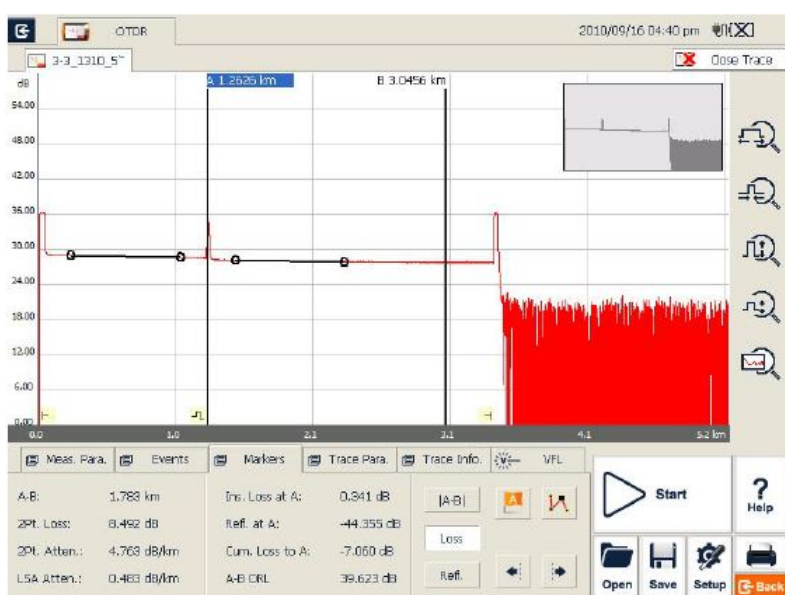 OTDR 2010/09/16 04:40 pm
3-3_1310_5~ Close Trace
dB A 1.2626 km B 3.0456 km
54.00
48.00
42.00
36.00
30.00
24.00
18.00
12.00
6.00
0.00
0.0 1.0 2.1 3.1 4.1 5.2 km
Meas. Para. Events Markers Trace Para. Trace Info. VFL
A-B: 1.783 km Ins. Loss at A: 0.341 dB |A-B| A
2Pt. Loss: 8.492 dB Refl. at A: -44.355 dB Loss
2Pt. Atten.: 4.763 dB/km Cum. Loss to A: -7.060 dB
LSA Atten.: 0.483 dB/km A-B ORL 39.623 dB Refl.
Start
? Help
Open Save Setup Back